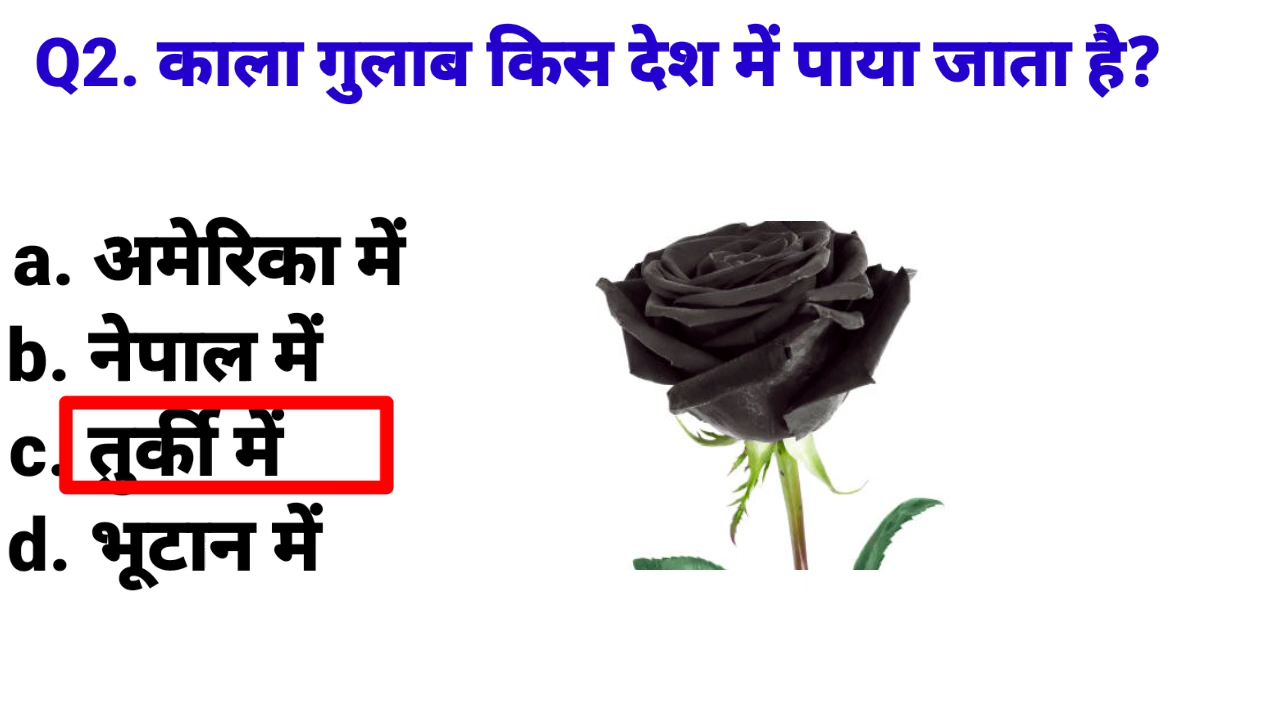 Q2. काला गुलाब किस देश में पाया जाता है?
a. अमेरिका में
b. नेपाल में
c. तुर्की में
d. भूटान में